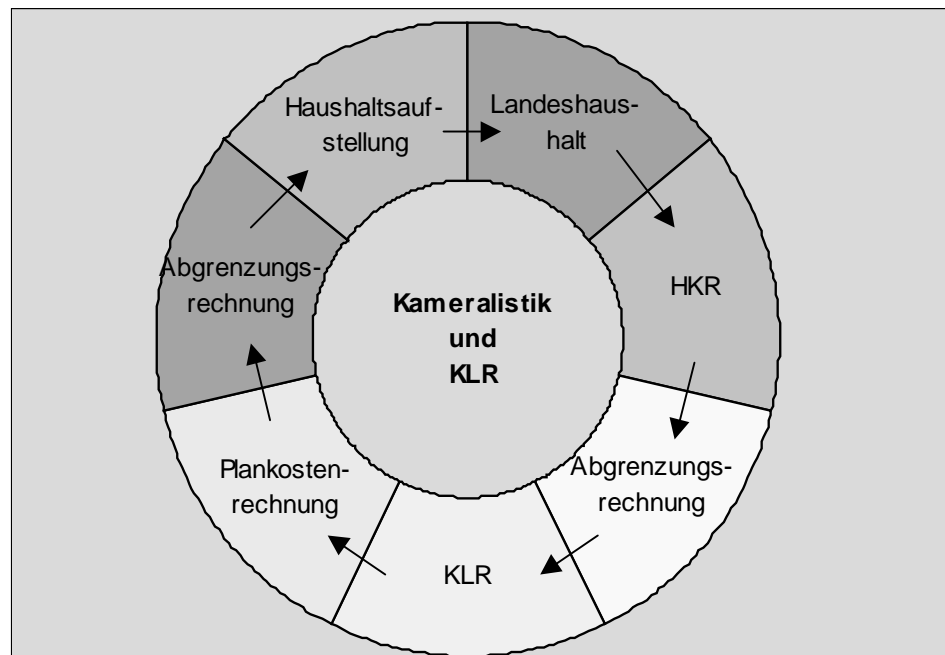 Haushaltsauf-
stellung
Landeshaus-
halt
HKR
Abgrenzungs-
rechnung
KLR
Plankosten-
rechnung
Abgrenzungs-
rechnung
Kameralistik
und
KLR